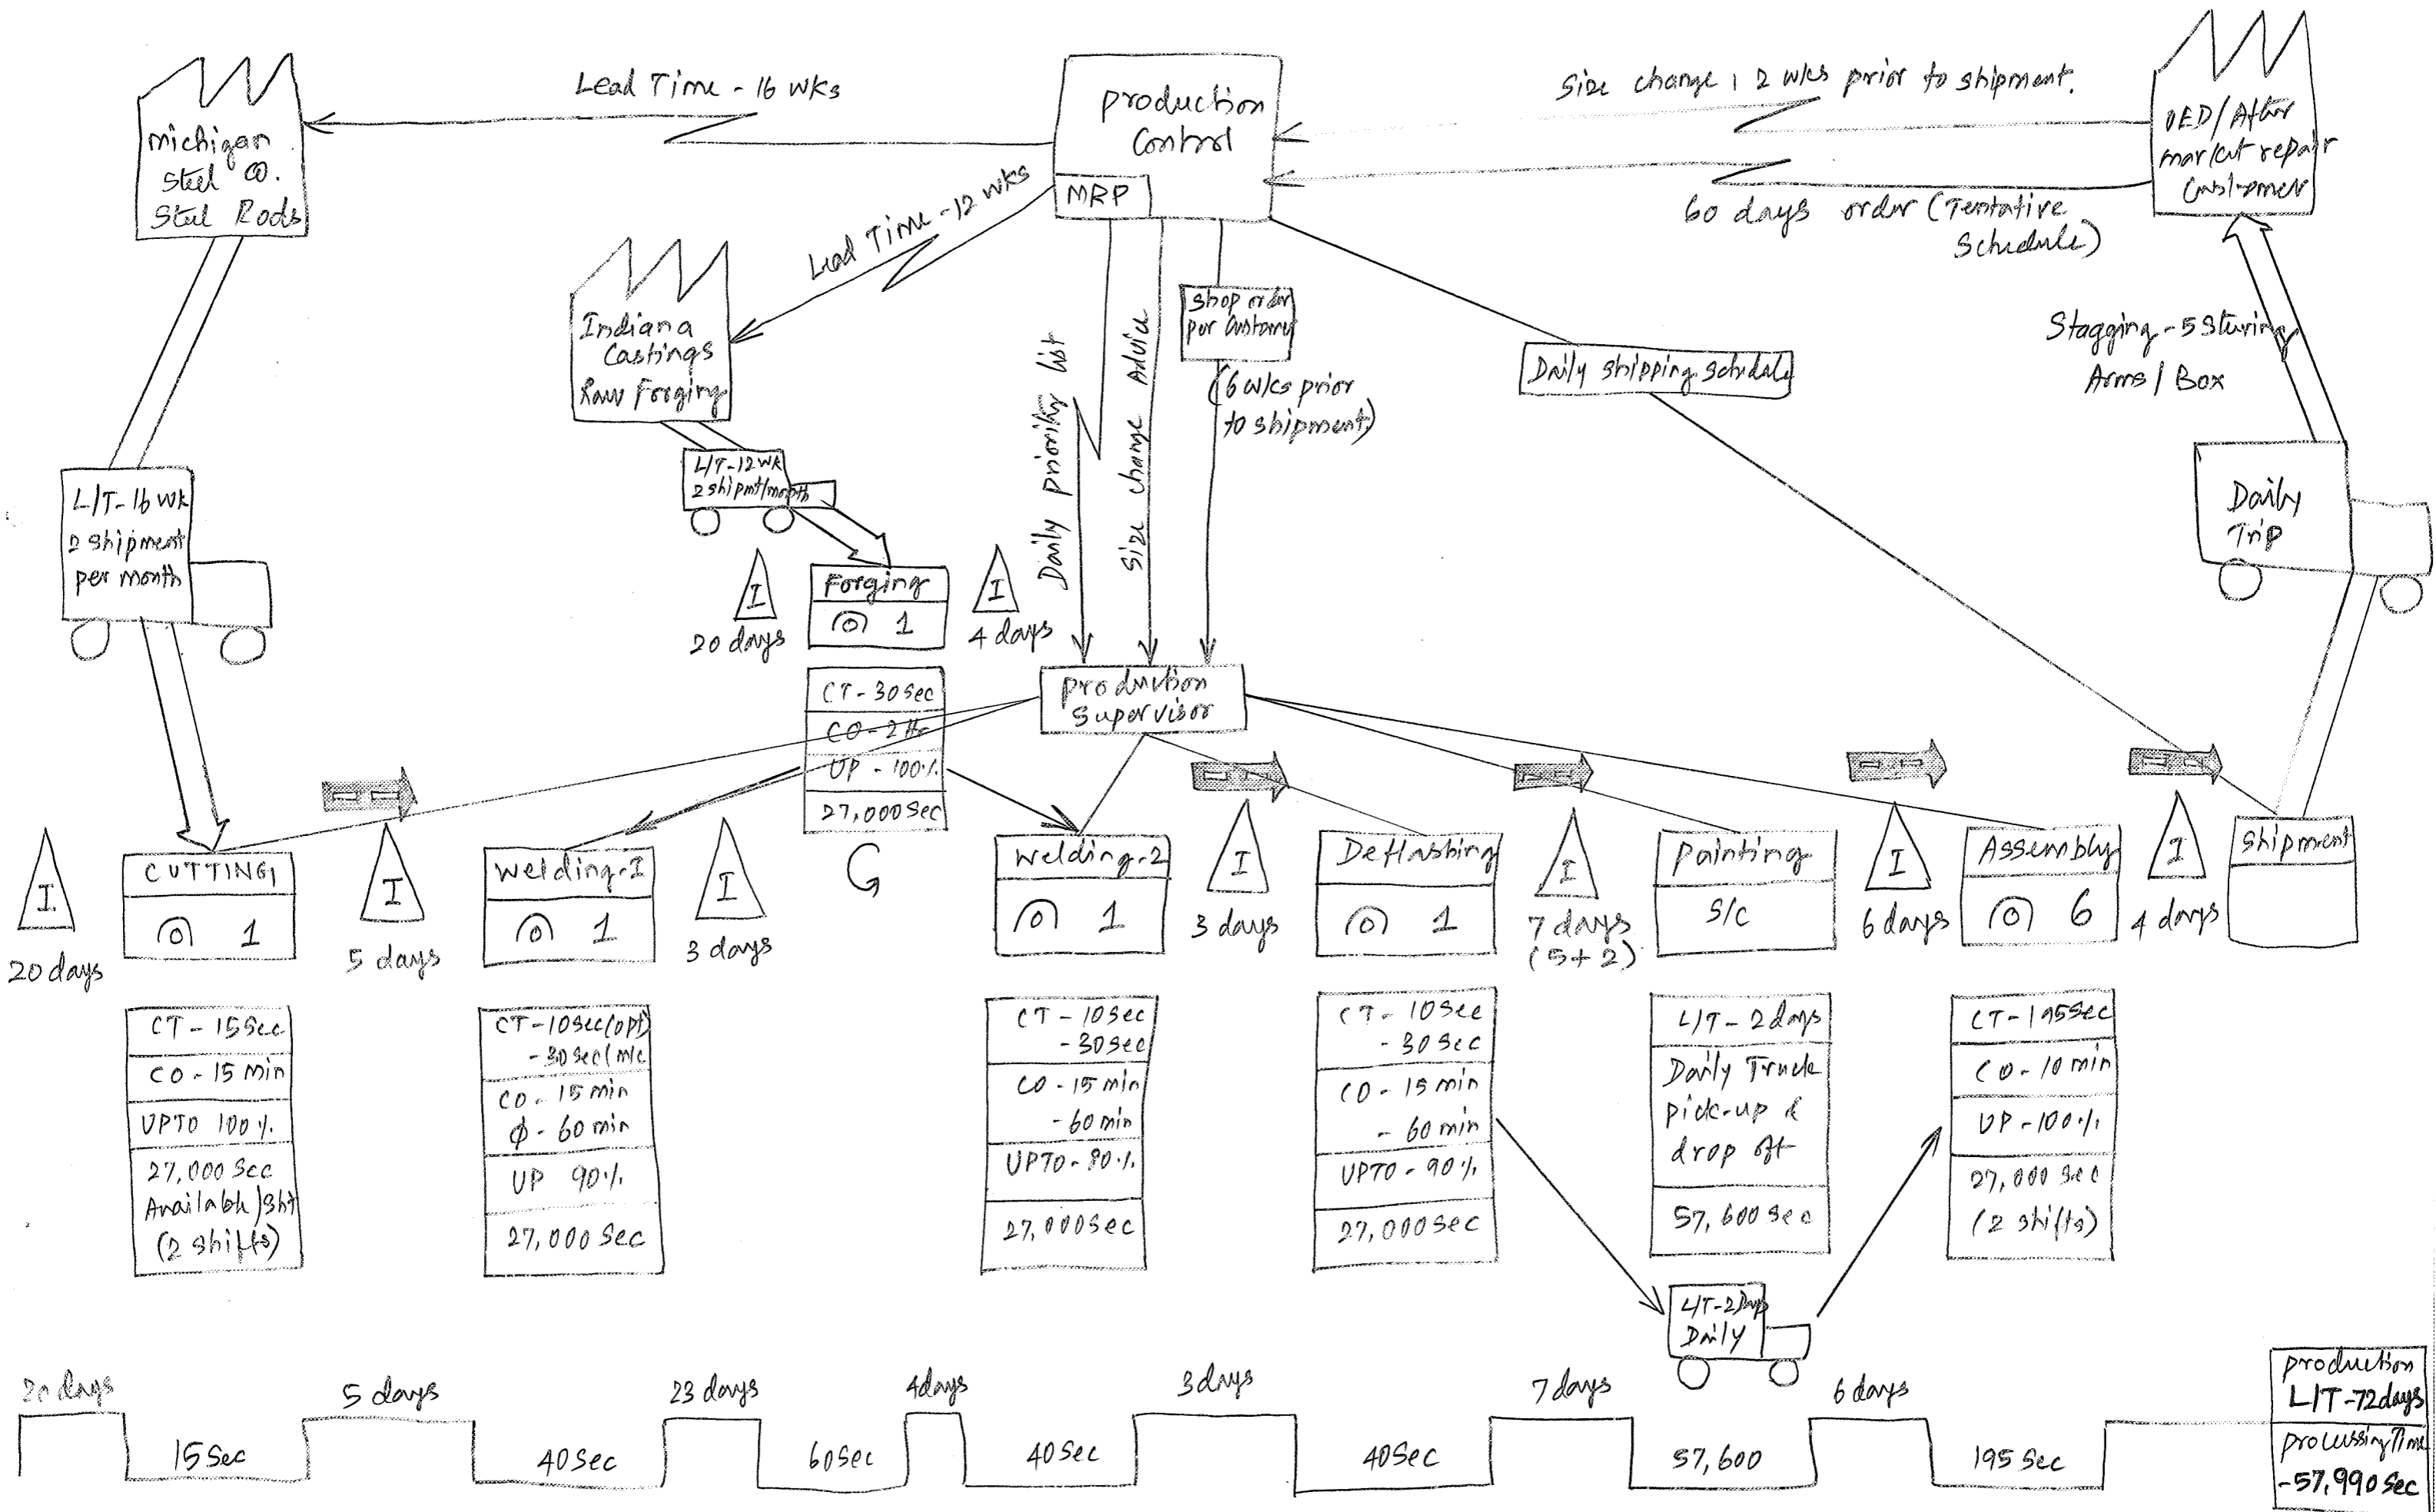 Lead Time - 16 wks
Size change, 2 wks prior to shipment.
michigan
Steel CO.
Steel Rods
production
Control
MRP
OED/After
market repair
Customer
60 days order (Tentative
Schedule)
Lead Time - 12 wks
Indiana
Castings
Raw Forging
Daily priority list
Size change Advice
Shop order
per Customer
(6 wks prior
to shipment)
Daily shipping schedule
Stagging - 5 Sturing
Arms / Box
L/T - 16 wk
2 shipment
per month
L/T - 12 wk
2 shipmt/month
Daily
Trip
Forging
1
I
20 days
I
4 days
CT - 30 Sec
CO - 2 Hr
UP - 100%
27,000 Sec
production
Supervisor
I
20 days
CUTTING
1
I
5 days
Welding-I
1
I
3 days
G
Welding-2
1
I
3 days
Deflashing
1
I
7 days
(5+2)
painting
S/C
I
6 days
Assembly
6
I
4 days
Shipment
CT - 15 Sec
CO - 15 min
UPTO 100%
27,000 Sec
Available/sht
(2 shifts)
CT - 10 Sec (opt)
- 30 Sec (m/c
CO - 15 min
ϕ - 60 min
UP 90%
27,000 Sec
CT - 10 Sec
- 30 Sec
CO - 15 min
- 60 min
UPTO - 80%
27,000 Sec
CT - 10 Sec
- 30 Sec
CO - 15 min
- 60 min
UPTO - 90%
27,000 Sec
L/T - 2 days
Daily Truck
pick-up &
drop off
57,600 Sec
CT - 195 Sec
CO - 10 min
UP - 100%
27,000 Sec
(2 shifts)
L/T - 2 Days
Daily
20 days
5 days
23 days
4 days
3 days
7 days
6 days
15 Sec
40 Sec
60 Sec
40 Sec
40 Sec
57,600
195 Sec
production
L/T - 72 days
processing Time
- 57,990 Sec